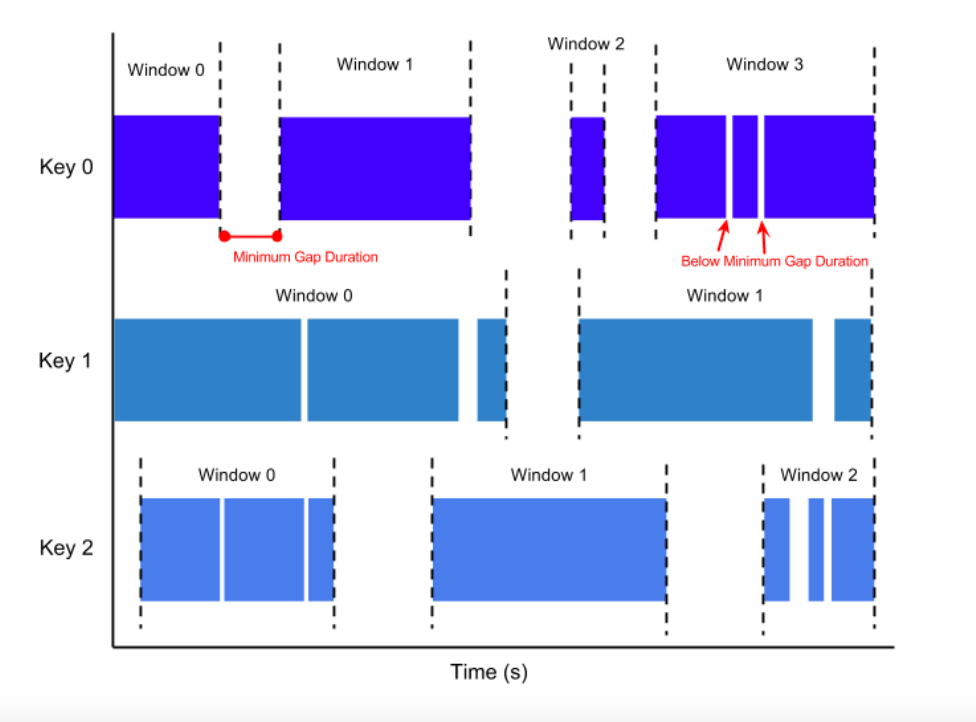 Window 2
Window 0
Window 1
Window 3
Key 0
Minimum Gap Duration
Below Minimum Gap Duration
Window 0
Window 1
Key 1
Window 0
Window 1
Window 2
Key 2
Time (s)